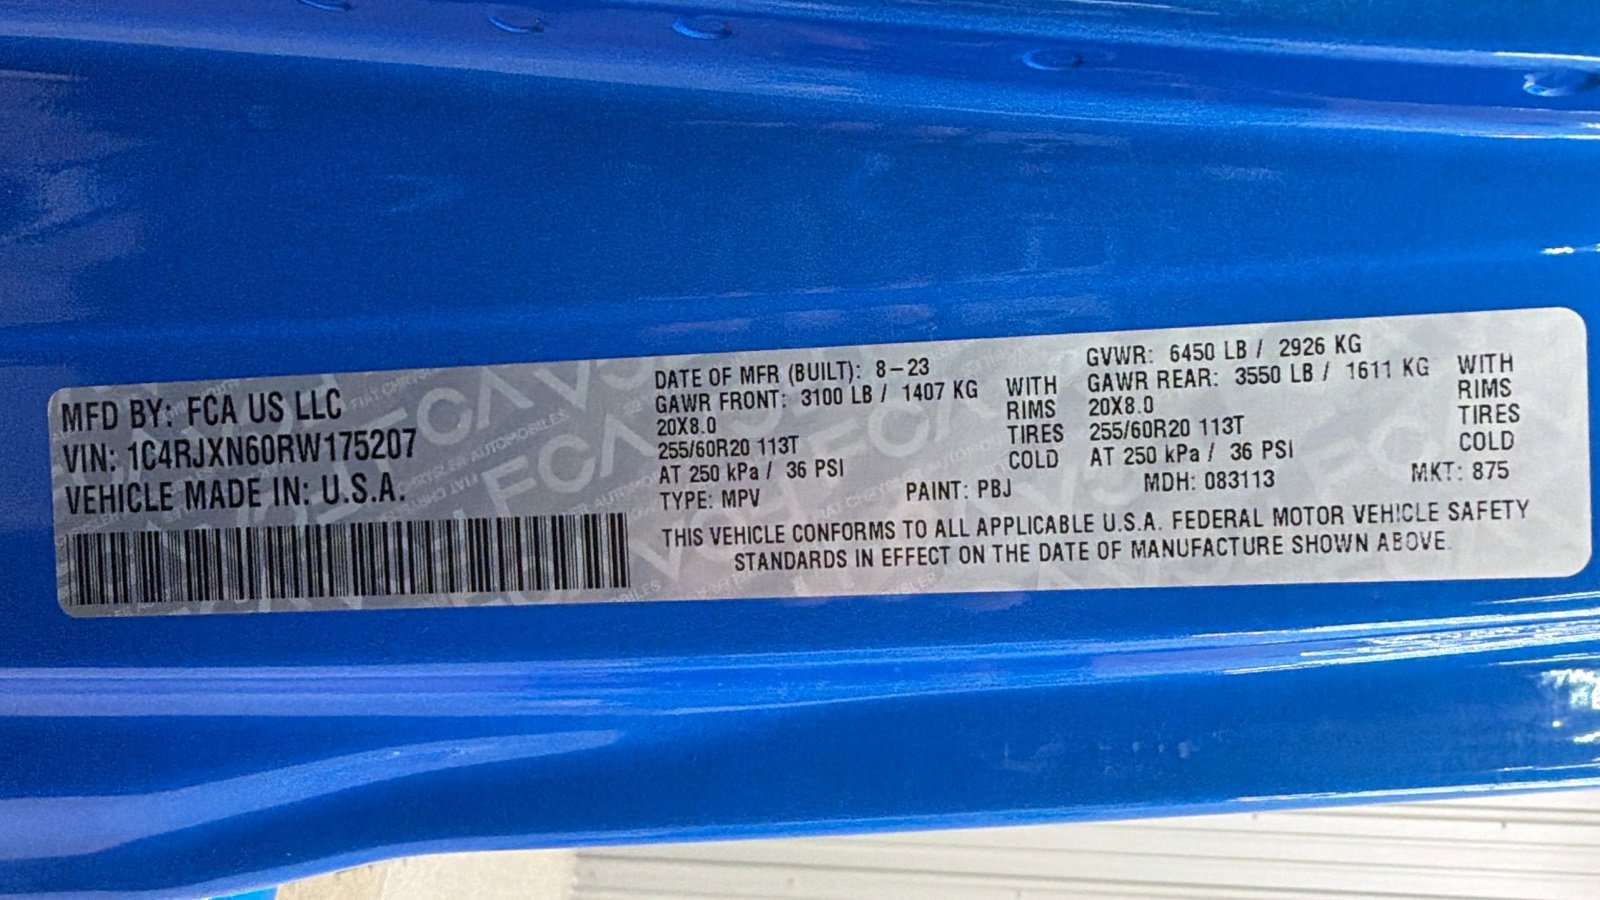 MFD BY: FCA US LLC
VIN: 1C4RJXN60RW175207
VEHICLE MADE IN: U.S.A.
DATE OF MFR (BUILT): 8-23
GAWR FRONT: 3100 LB / 1407 KG WITH
20X8.0 RIMS
255/60R20 113T TIRES
AT 250 kPa / 36 PSI COLD
GVWR: 6450 LB / 2926 KG
GAWR REAR: 3550 LB / 1611 KG WITH
20X8.0 RIMS
255/60R20 113T TIRES
AT 250 kPa / 36 PSI COLD
TYPE: MPV PAINT: PBJ MDH: 083113 MKT: 875
THIS VEHICLE CONFORMS TO ALL APPLICABLE U.S.A. FEDERAL MOTOR VEHICLE SAFETY
STANDARDS IN EFFECT ON THE DATE OF MANUFACTURE SHOWN ABOVE.